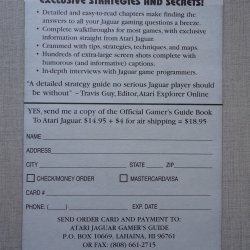 EXCLUSIVE STRATEGIES AND SECRETS!
• Detailed and easy-to-read chapters make finding the
answers to all your Jaguar gaming questions a breeze.
• Complete walkthroughs for most games, with exclusive
information straight from Atari Jaguar.
• Crammed with tips, strategies, techniques, and maps.
• Hundreds of extra-large screen shots complete with
humorous (and informative) captions.
• In-depth interviews with Jaguar game programmers.
"A detailed strategy guide no serious Jaguar player should
be without" – Travis Guy, Editor, Atari Explorer Online
YES, send me a copy of the Official Gamer's Guide Book
To Atari Jaguar. $14.95 + $4 for air shipping = $18.95
NAME
ADDRESS
CITY STATE ZIP
CHECK/MONEY ORDER MASTERCARD/VISA
CARD #
PHONE: ( ) EXP. DATE
SEND ORDER CARD AND PAYMENT TO:
ATARI JAGUAR GAMER'S GUIDE
P.O. BOX 10669, LAHAINA, HI 96761
OR FAX: (808) 661-2715